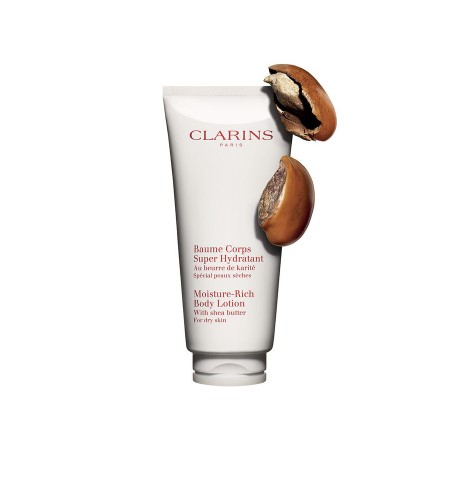 CLARINS
PARIS
Baume Corps
Super Hydratant
Au beurre de karité
Spécial peaux sèches
Moisture-Rich
Body Lotion
With shea butter
For dry skin